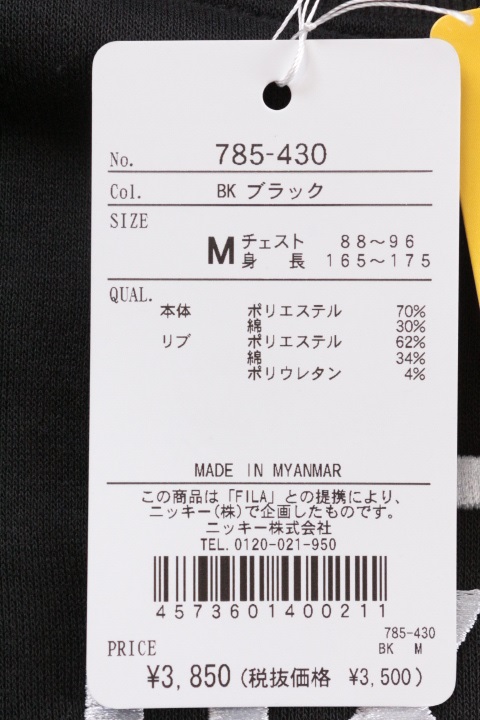 No. 785-430
Col. BK ブラック
SIZE
M チェスト 88～96
身 長 165～175
QUAL.
本体 ポリエステル 70%
綿 30%
リブ ポリエステル 62%
綿 34%
ポリウレタン 4%
MADE IN MYANMAR
この商品は「FILA」との提携により、
ニッキー(株)で企画したものです。
ニッキー株式会社
TEL. 0120-021-950
4573601400211
785-430
PRICE BK M
¥3,850 (税抜価格 ¥3,500)